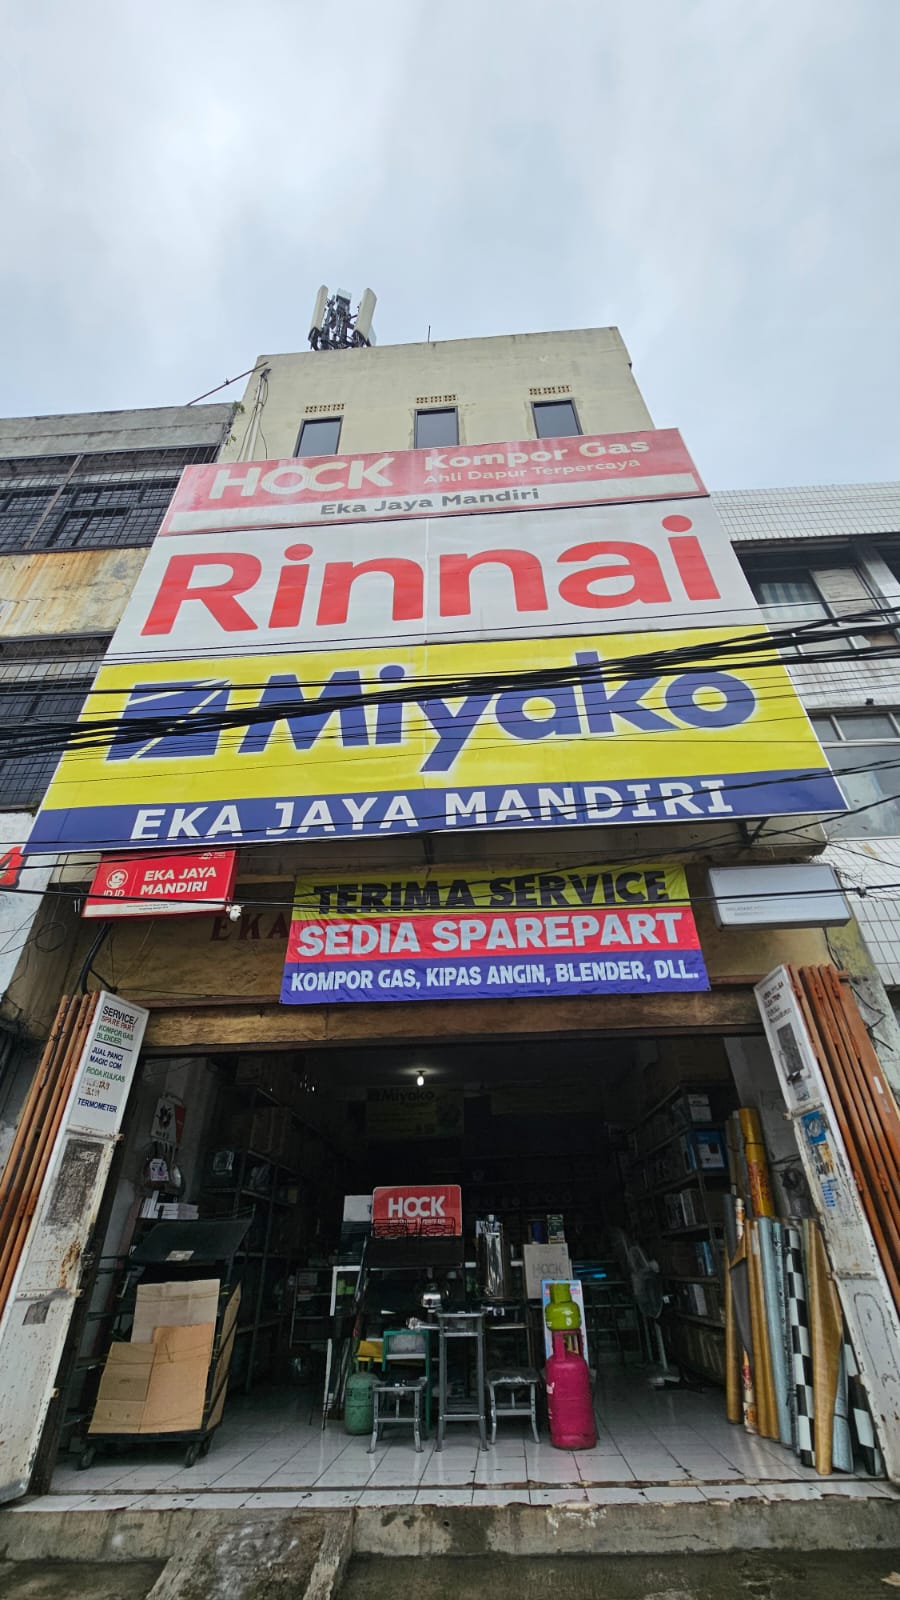 HOCK Kompor Gas
Ahli Dapur Terpercaya
Eka Jaya Mandiri
Rinnai
Miyako
EKA JAYA MANDIRI
EKA JAYA
MANDIRI
TERIMA SERVICE
SEDIA SPAREPART
KOMPOR GAS, KIPAS ANGIN, BLENDER, DLL.
EKA
SERVICE/
SPARE PART
KOMPOR GAS
BLENDER
JUAL PANCI
MAGIC COM
RODA KULKAS
TERMOMETER
Miyako
HOCK
HOCK